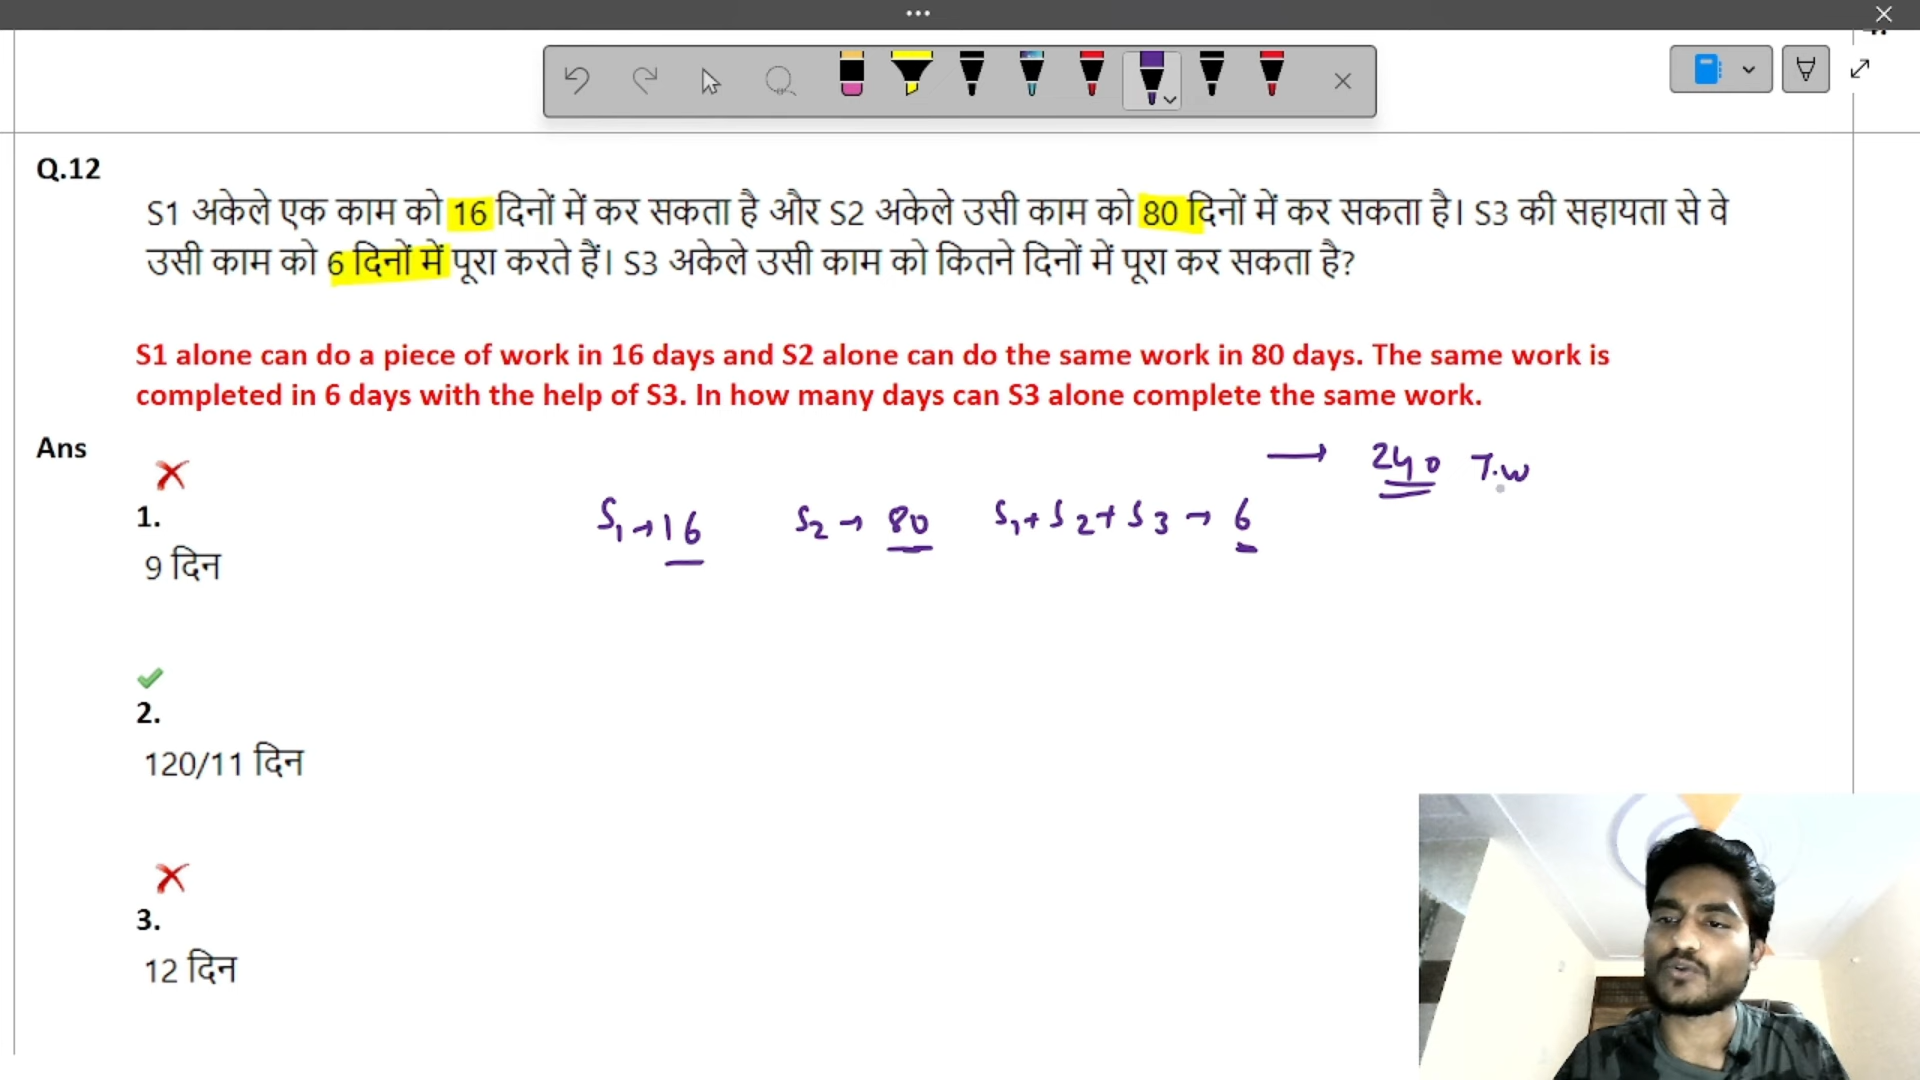 Q.12
S1 अकेले एक काम को 16 दिनों में कर सकता है और S2 अकेले उसी काम को 80 दिनों में कर सकता है। S3 की सहायता से वे
उसी काम को 6 दिनों में पूरा करते हैं। S3 अकेले उसी काम को कितने दिनों में पूरा कर सकता है?
S1 alone can do a piece of work in 16 days and S2 alone can do the same work in 80 days. The same work is
completed in 6 days with the help of S3. In how many days can S3 alone complete the same work.
Ans
→ 240 T.W
S₁→16 S₂→80 S₁+S₂+S₃→6
1.
9 दिन
2.
120/11 दिन
3.
12 दिन